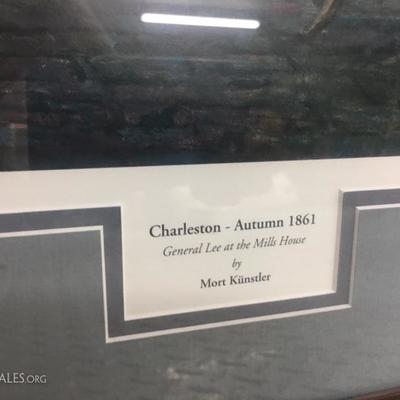 Charleston - Autumn 1861
General Lee at the Mills House
by
Mort Künstler
ALES.ORG